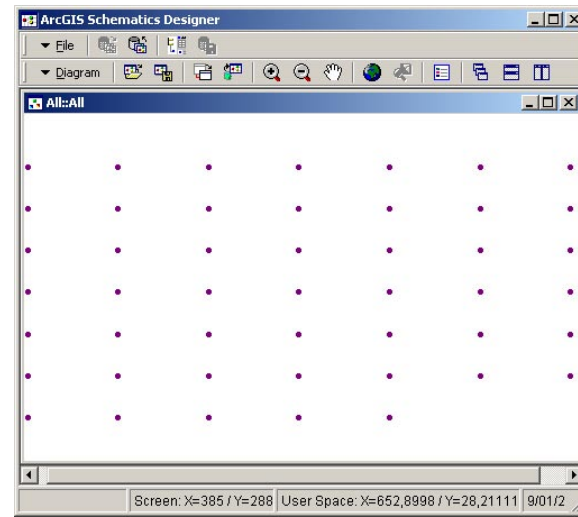 ArcGIS Schematics Designer
File
Diagram
All::All
Screen: X=385 / Y=288 User Space: X=652,8998 / Y=28,21111 9/01/2